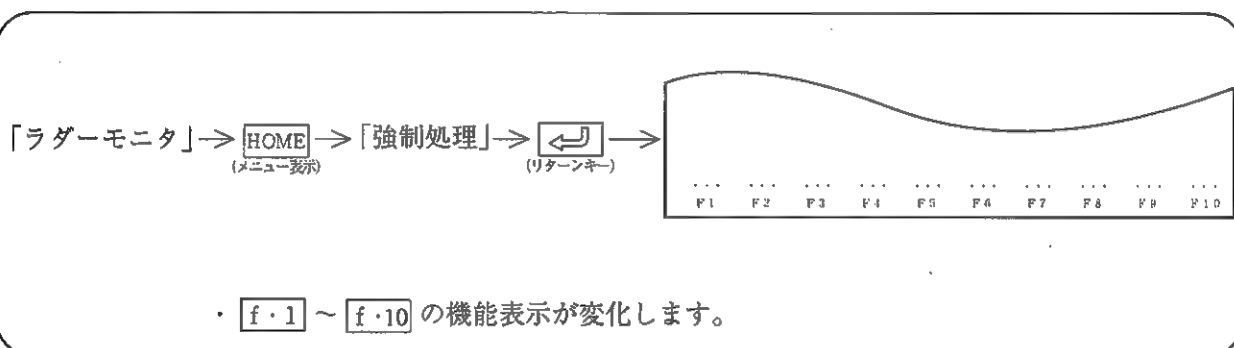 「ラダーモニタ」→HOME→「強制処理」→→
(メニュー表示) (リターンキー)
... ... ... ... ... ... ... ... ... ...
F1 F2 F3 F4 F5 F6 F7 F8 F9 F10
・f・1～f・10の機能表示が変化します。